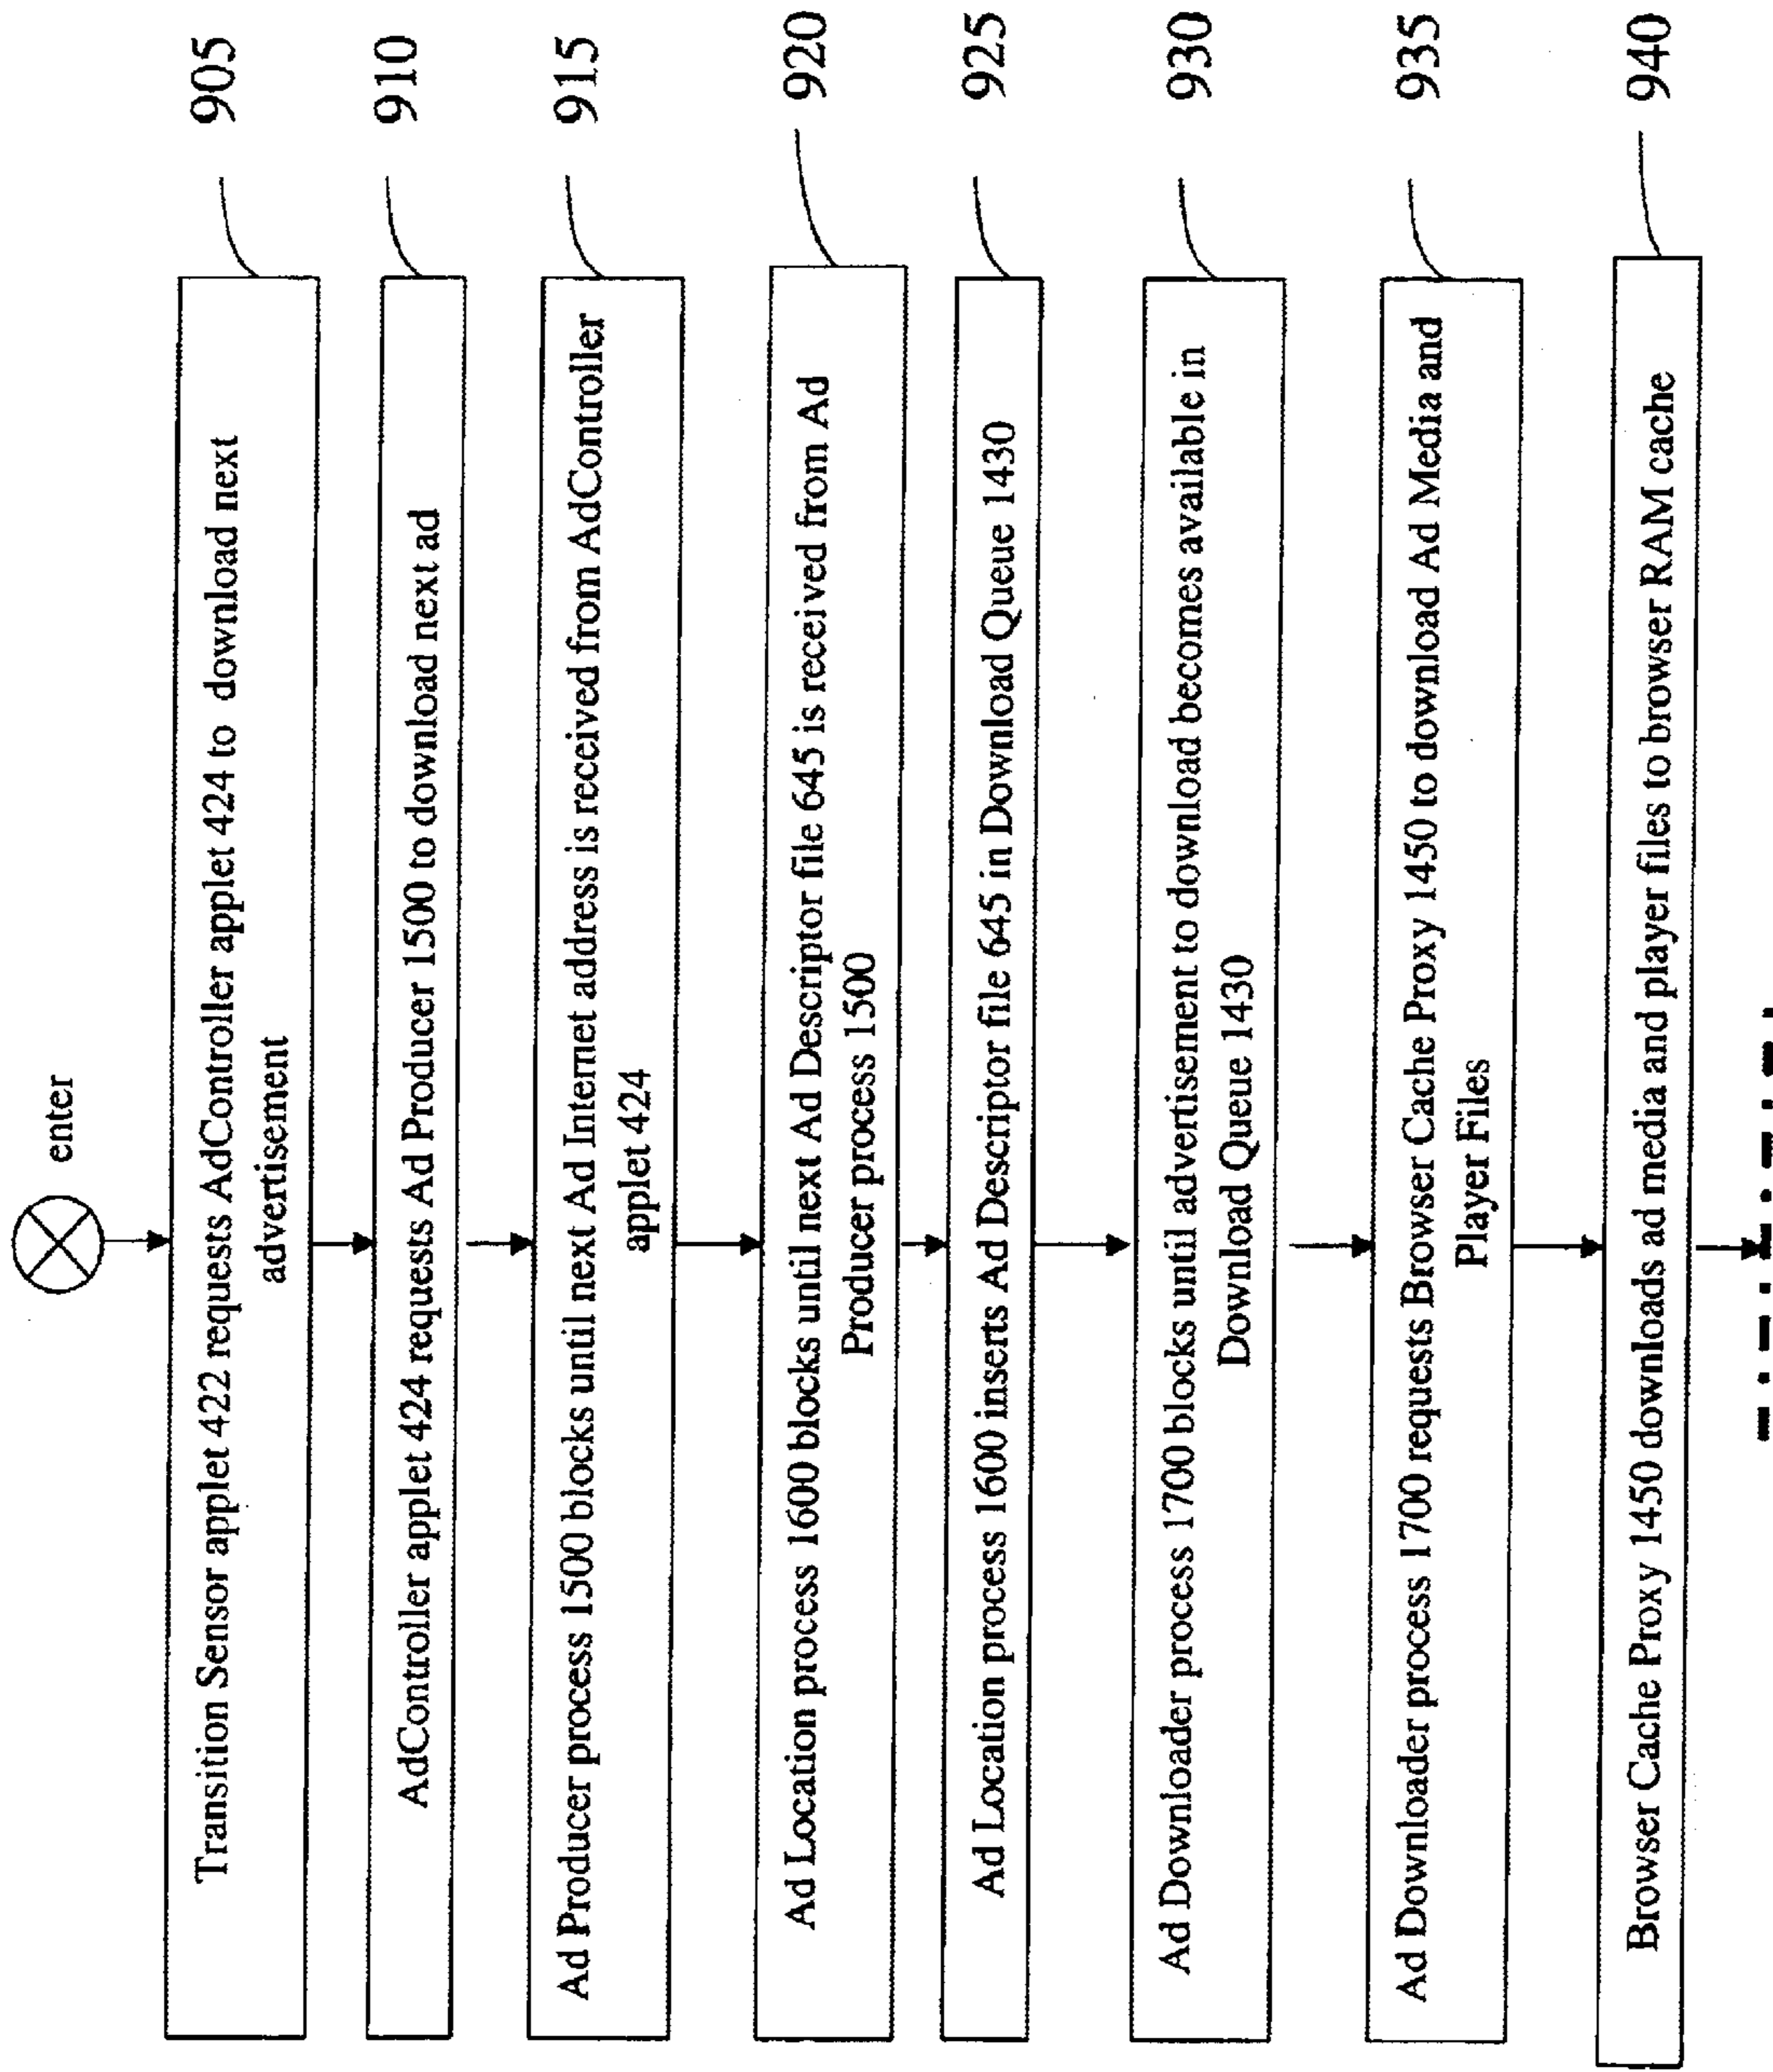 enter
Transition Sensor applet 422 requests AdController applet 424 to download next
advertisement
905
AdController applet 424 requests Ad Producer 1500 to download next ad
910
Ad Producer process 1500 blocks until next Ad Internet address is received from AdController
applet 424
915
Ad Location process 1600 blocks until next Ad Descriptor file 645 is received from Ad
Producer process 1500
920
Ad Location process 1600 inserts Ad Descriptor file 645 in Download Queue 1430
925
Ad Downloader process 1700 blocks until advertisement to download becomes available in
Download Queue 1430
930
Ad Downloader process 1700 requests Browser Cache Proxy 1450 to download Ad Media and
Player Files
935
Browser Cache Proxy 1450 downloads ad media and player files to browser RAM cache
940